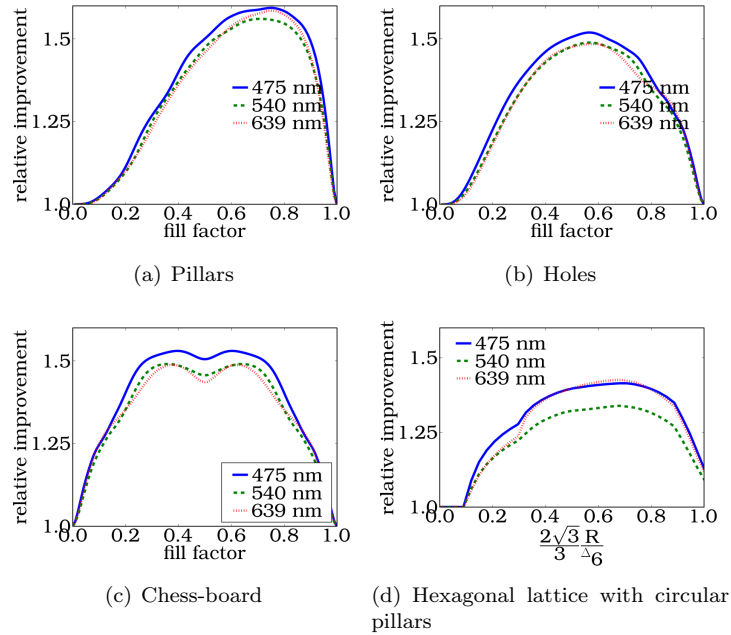 relative improvement
1.5
1.25
1.0
0.0
0.2
0.4
0.6
0.8
1.0
fill factor
475 nm
540 nm
639 nm
(a) Pillars
relative improvement
1.5
1.25
1.0
0.0
0.2
0.4
0.6
0.8
1.0
fill factor
475 nm
540 nm
639 nm
(b) Holes
relative improvement
1.5
1.25
1.0
0.0
0.2
0.4
0.6
0.8
1.0
fill factor
475 nm
540 nm
639 nm
(c) Chess-board
relative improvement
1.5
1.25
1.0
0.0
0.2
0.4
0.6
0.8
1.0
2√3/3 R/Δ6
475 nm
540 nm
639 nm
(d) Hexagonal lattice with circular
pillars